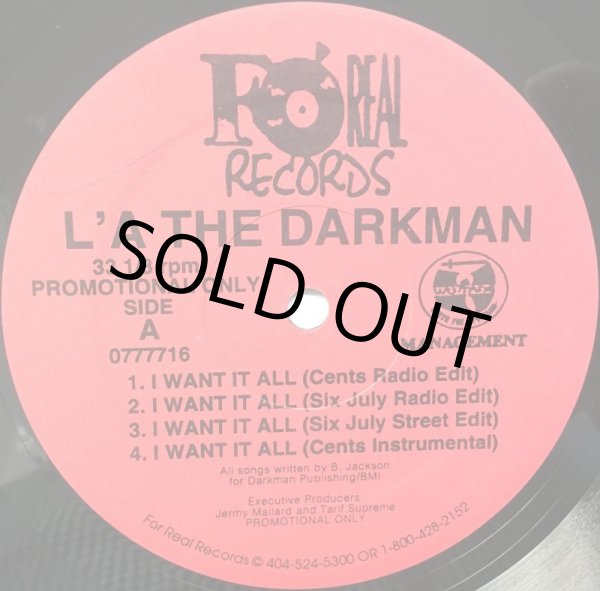 FO' REAL
RECORDS
L'A THE DARKMAN
33 1/3 rpm
PROMOTIONAL ONLY
SIDE
A
0777716
SOLD OUT
MANAGEMENT
1. I WANT IT ALL (Cents Radio Edit)
2. I WANT IT ALL (Six July Radio Edit)
3. I WANT IT ALL (Six July Street Edit)
4. I WANT IT ALL (Cents Instrumental)
All songs written by B. Jackson
for Darkman Publishing/BMI
Executive Producers:
Jermy Mallard and Tarif Supreme
PROMOTIONAL ONLY
For Real Records © 404-524-5300 OR 1-800-428-2152